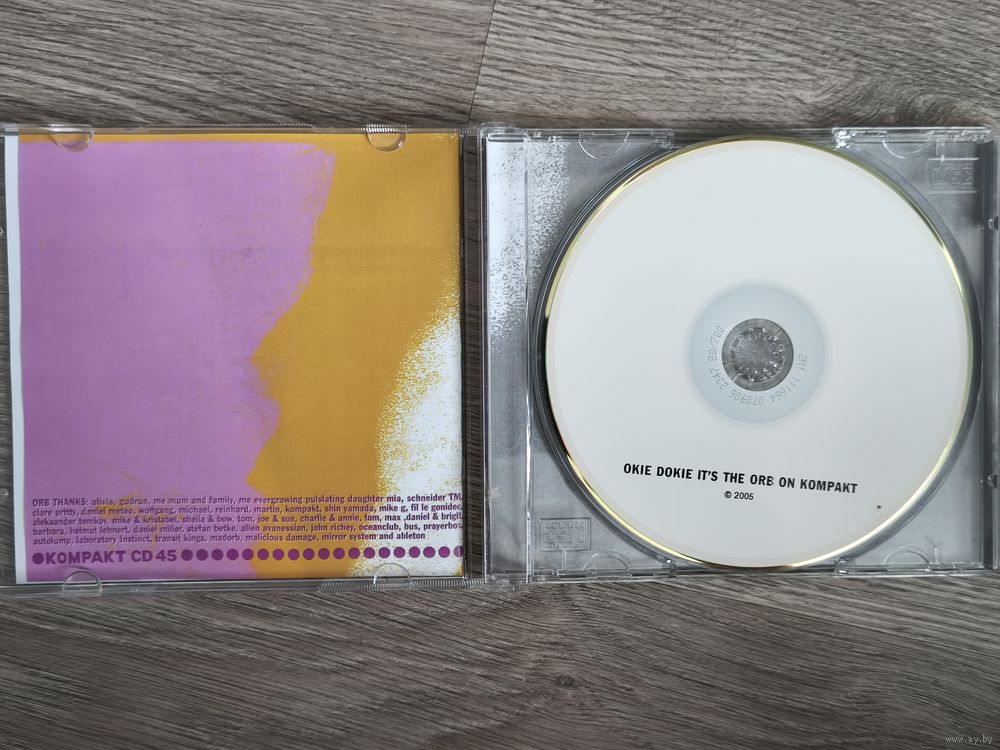 ORB THANKS: olivia, gudrun, me mum and family, me evergrowing pulslating daughter mia, schneider TM,
clare pritty, daniel meteo, wolfgang, michael, reinhard, martin, kompakt, shin yamada, mike g, fil le gonidec,
aleksander temkov, mike & kristabel, sheila & bow, tom, joe & sue, charlie & annie, tom, max ,daniel & brigit
barbara, helmut lehnert, daniel miller, stefan betke, alien avanessian, john richey, oceanclub, bus, prayerbox,
autolump, laboratory instinct, transit kings, madorb, malicious damage, mirror system and ableton
KOMPAKT CD 45
OKIE DOKIE IT'S THE ORB ON KOMPAKT
© 2005
www.ay.by